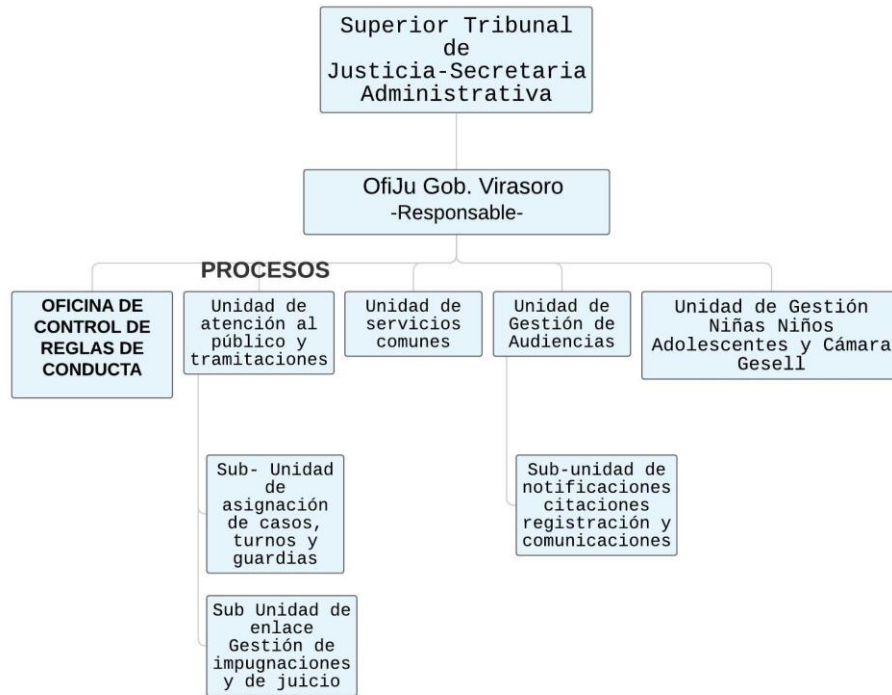 Superior Tribunal
de
Justicia-Secretaria
Administrativa
OfiJu Gob. Virasoro
-Responsable-
PROCESOS
OFICINA DE
CONTROL DE
REGLAS DE
CONDUCTA
Unidad de
atención al
público y
tramitaciones
Unidad de
servicios
comunes
Unidad de
Gestión de
Audiencias
Unidad de Gestión
Niñas Niños
Adolescentes y Cámara
Gesell
Sub- Unidad
de
asignación
de casos,
turnos y
guardias
Sub-unidad de
notificaciones
citaciones
registración y
comunicaciones
Sub Unidad de
enlace
Gestión de
impugnaciones
y de juicio